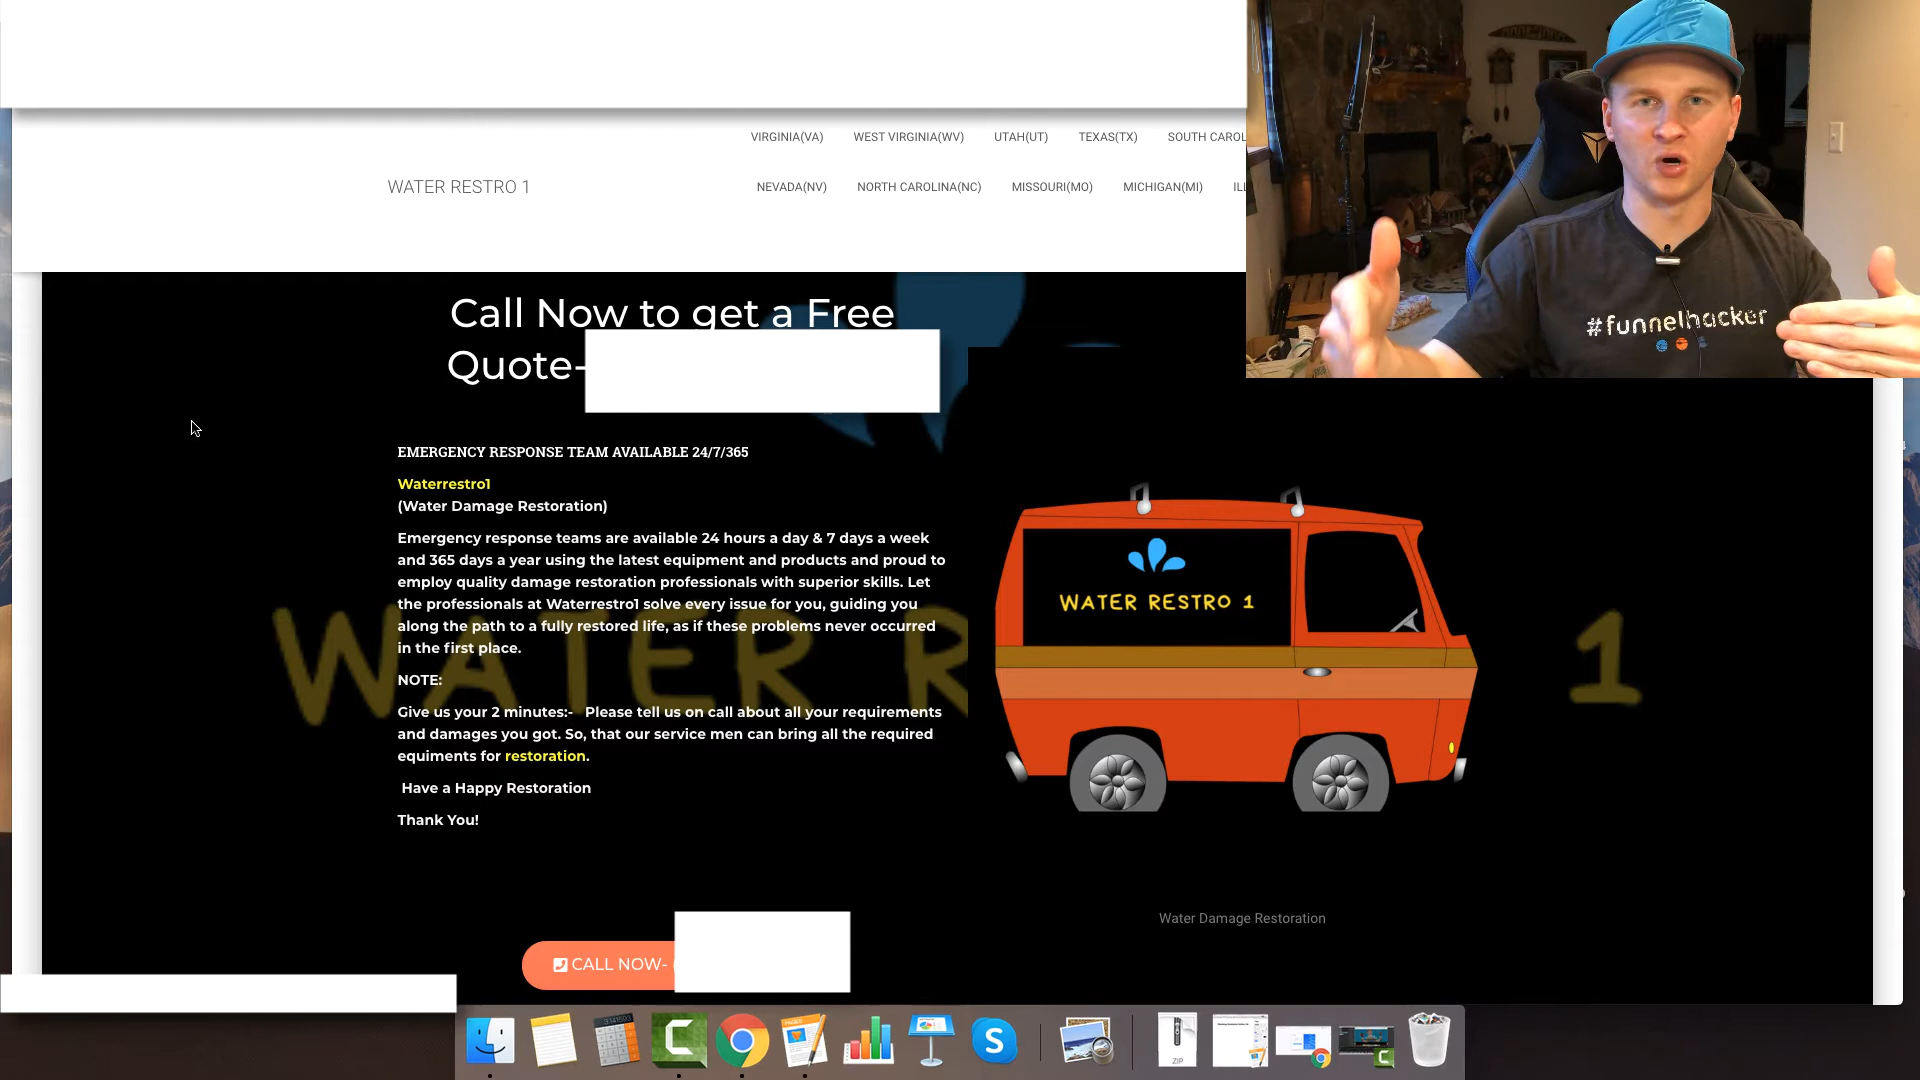 VIRGINIA(VA) WEST VIRGINIA(WV) UTAH(UT) TEXAS(TX) SOUTH CAROL
WATER RESTRO 1
NEVADA(NV) NORTH CAROLINA(NC) MISSOURI(MO) MICHIGAN(MI) ILL
#funnelhacker
Call Now to get a Free
Quote-
EMERGENCY RESPONSE TEAM AVAILABLE 24/7/365
Waterrestro1
(Water Damage Restoration)
Emergency response teams are available 24 hours a day & 7 days a week
and 365 days a year using the latest equipment and products and proud to
employ quality damage restoration professionals with superior skills. Let
the professionals at Waterrestro1 solve every issue for you, guiding you
along the path to a fully restored life, as if these problems never occurred
in the first place.
NOTE:
Give us your 2 minutes:- Please tell us on call about all your requirements
and damages you got. So, that our service men can bring all the required
equiments for restoration.
Have a Happy Restoration
Thank You!
WATER R 1
WATER RESTRO 1
Water Damage Restoration
CALL NOW-
PAGES
ZIP